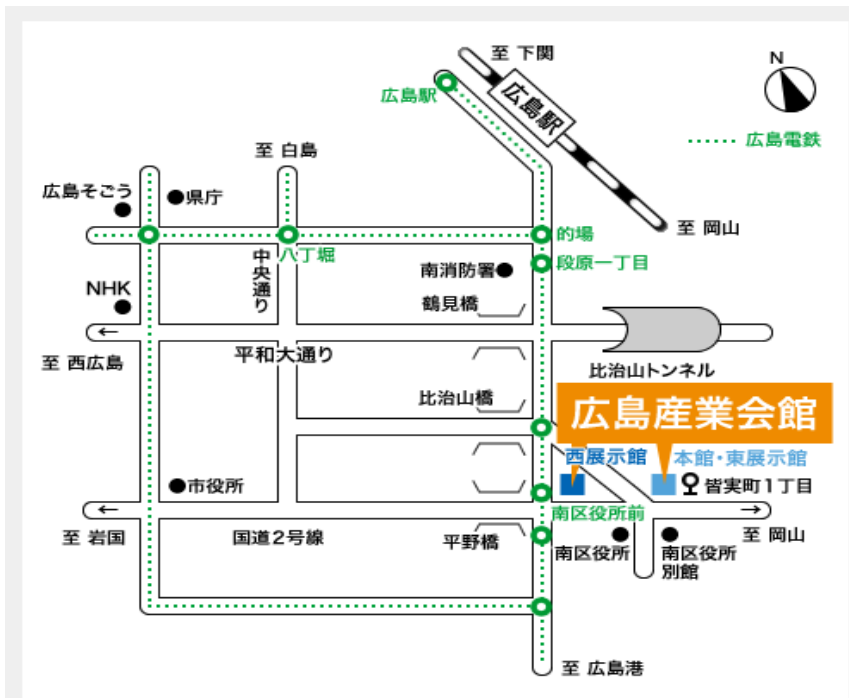 至 下関
N
広島駅
広島駅
広島電鉄
至 白島
広島そごう
県庁
至 岡山
的場
八丁堀
中央通り
南消防署
段原一丁目
NHK
鶴見橋
←
至 西広島
平和大通り
比治山トンネル
比治山橋
広島産業会館
西展示館
本館・東展示館
市役所
皆実町1丁目
←
南区役所前
→
至 岩国
国道2号線
平野橋
南区役所
南区役所
別館
至 岡山
至 広島港